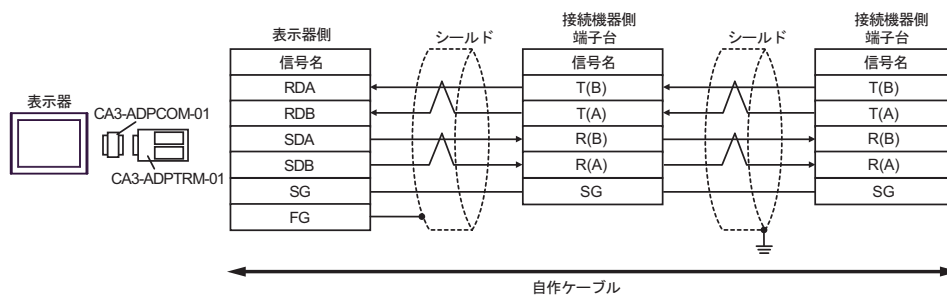 表示器
CA3-ADPCOM-01
CA3-ADPTRM-01
表示器側
信号名
RDA
RDB
SDA
SDB
SG
FG
シールド
接続機器側
端子台
信号名
T(B)
T(A)
R(B)
R(A)
SG
シールド
接続機器側
端子台
信号名
T(B)
T(A)
R(B)
R(A)
SG
自作ケーブル